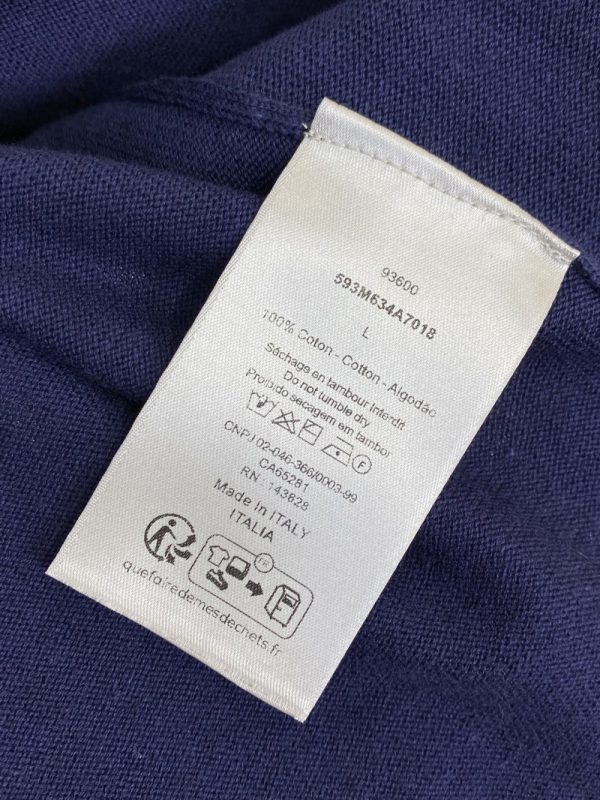 93600
593M634A7018
L
100% Coton - Cotton - Algodão
Séchage en tambour interdit
Do not tumble dry
Proibido secagem em tambor
F
CNPJ 02-046-366/0003-99
CA65281
RN : 143828
Made in ITALY
ITALIA
FR
quefairedemesdechets.fr